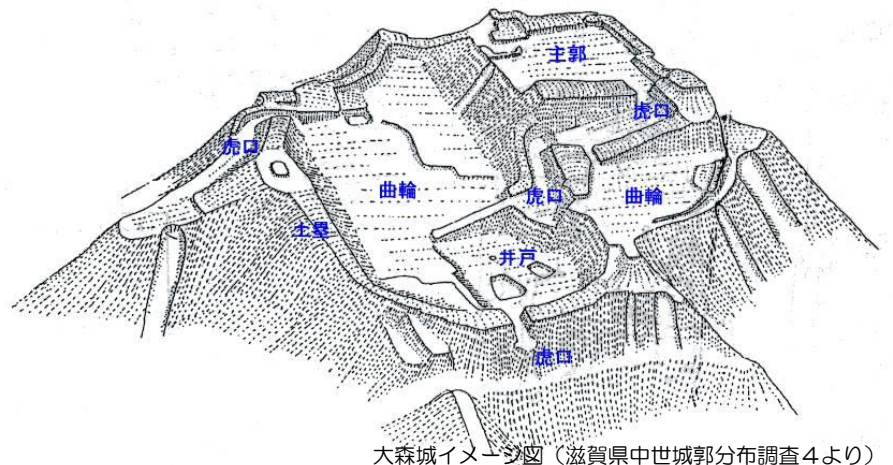 主郭
虎口
虎口
曲輪
虎口
曲輪
土塁
井戸
虎口
大森城イメージ図（滋賀県中世城郭分布調査４より）